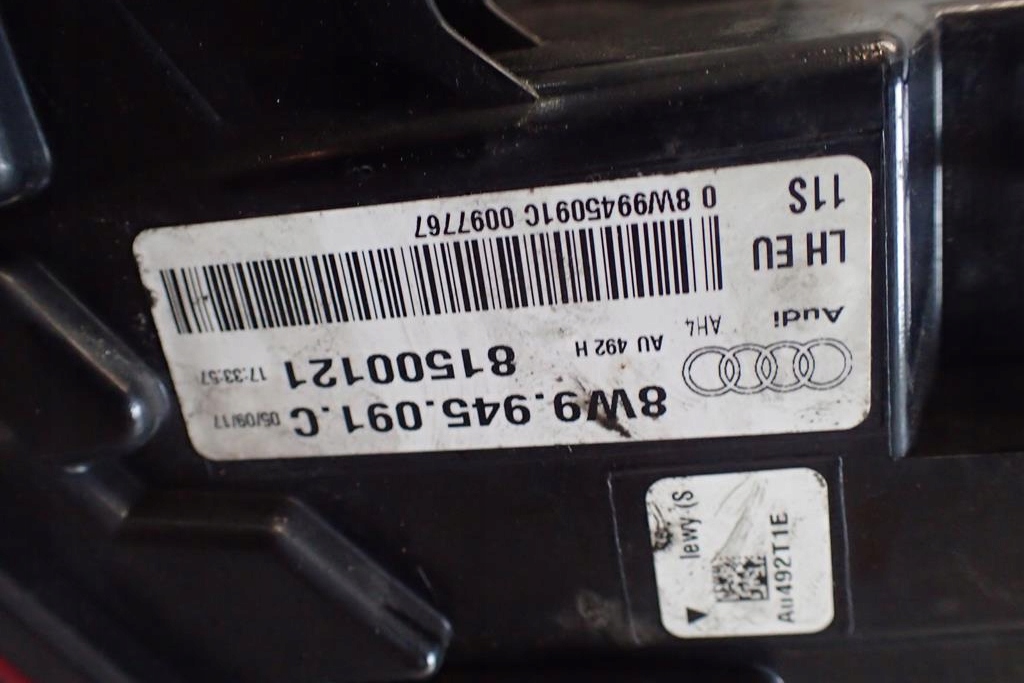 8W9.945.091.C 05/09/17
81500121 17:33:57
AU 492 H
AH4
Audi
LH EU
11S
0 8W9945091C 0097767
lewy (S
Au492T1E